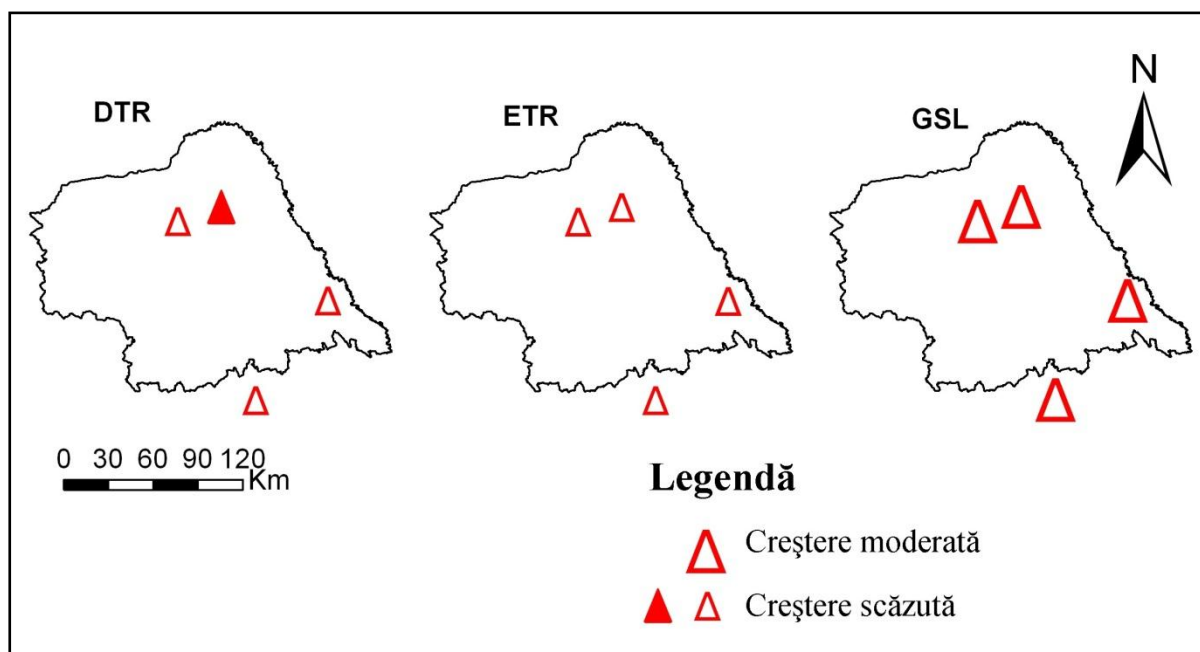 DTR
ETR
GSL
N
0 30 60 90 120
Km
Legendă
Creştere moderată
Creştere scăzută